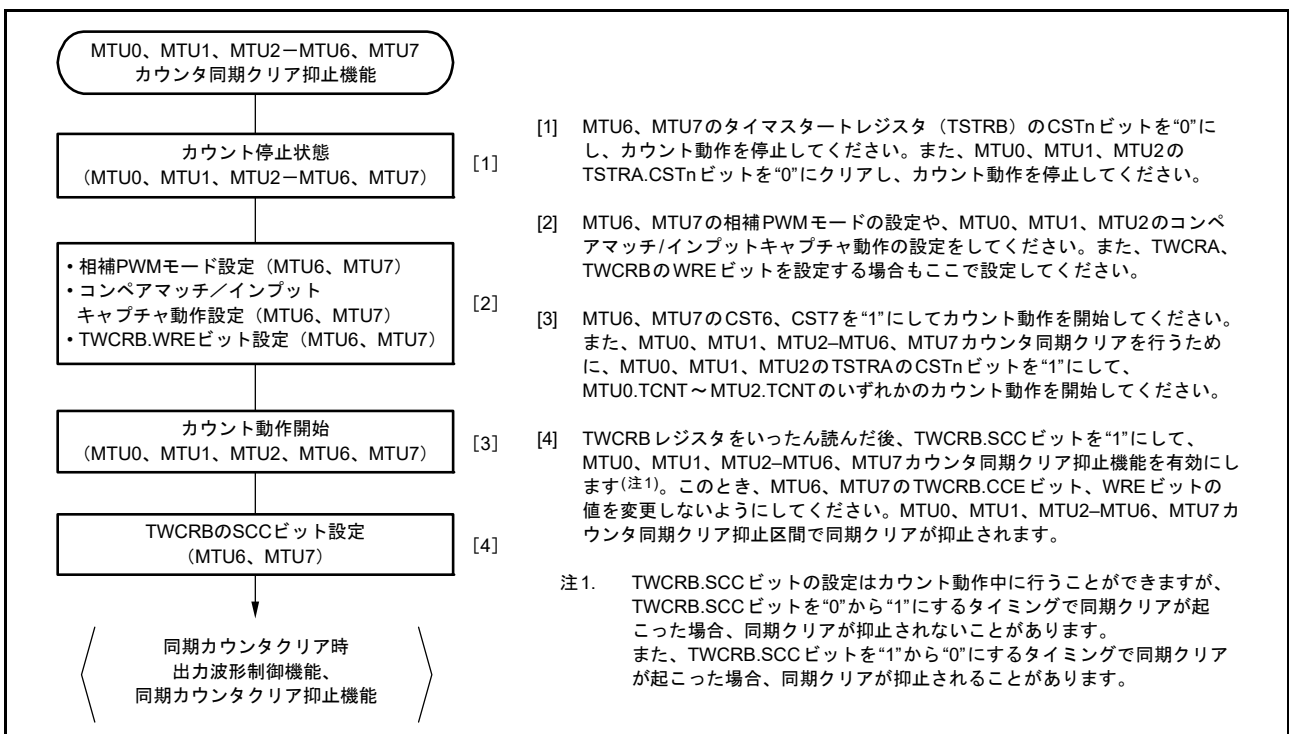 MTU0、MTU1、MTU2－MTU6、MTU7
カウンタ同期クリア抑止機能
カウント停止状態
（MTU0、MTU1、MTU2－MTU6、MTU7）
［1］
• 相補PWMモード設定（MTU6、MTU7）
• コンペアマッチ／インプット
キャプチャ動作設定（MTU6、MTU7）
• TWCRB.WREビット設定（MTU6、MTU7）
［2］
カウント動作開始
（MTU0、MTU1、MTU2、MTU6、MTU7）
［3］
TWCRBのSCCビット設定
（MTU6、MTU7）
［4］
同期カウンタクリア時
出力波形制御機能、
同期カウンタクリア抑止機能
[1] MTU6、MTU7のタイマスタートレジスタ（TSTRB）のCSTnビットを“0”に
し、カウント動作を停止してください。また、MTU0、MTU1、MTU2の
TSTRA.CSTnビットを“0”にクリアし、カウント動作を停止してください。
[2] MTU6、MTU7の相補PWMモードの設定や、MTU0、MTU1、MTU2のコンペ
アマッチ/インプットキャプチャ動作の設定をしてください。また、TWCRA、
TWCRBのWREビットを設定する場合もここで設定してください。
[3] MTU6、MTU7のCST6、CST7を“1”にしてカウント動作を開始してください。
また、MTU0、MTU1、MTU2–MTU6、MTU7カウンタ同期クリアを行うため
に、MTU0、MTU1、MTU2のTSTRAのCSTnビットを“1”にして、
MTU0.TCNT～MTU2.TCNTのいずれかのカウント動作を開始してください。
[4] TWCRBレジスタをいったん読んだ後、TWCRB.SCCビットを“1”にして、
MTU0、MTU1、MTU2–MTU6、MTU7カウンタ同期クリア抑止機能を有効にし
ます(注1)。このとき、MTU6、MTU7のTWCRB.CCEビット、WREビットの
値を変更しないようにしてください。MTU0、MTU1、MTU2–MTU6、MTU7カ
ウンタ同期クリア抑止区間で同期クリアが抑止されます。
注1. TWCRB.SCCビットの設定はカウント動作中に行うことができますが、
TWCRB.SCCビットを“0”から“1”にするタイミングで同期クリアが起
こった場合、同期クリアが抑止されないことがあります。
また、TWCRB.SCCビットを“1”から“0”にするタイミングで同期クリア
が起こった場合、同期クリアが抑止されることがあります。